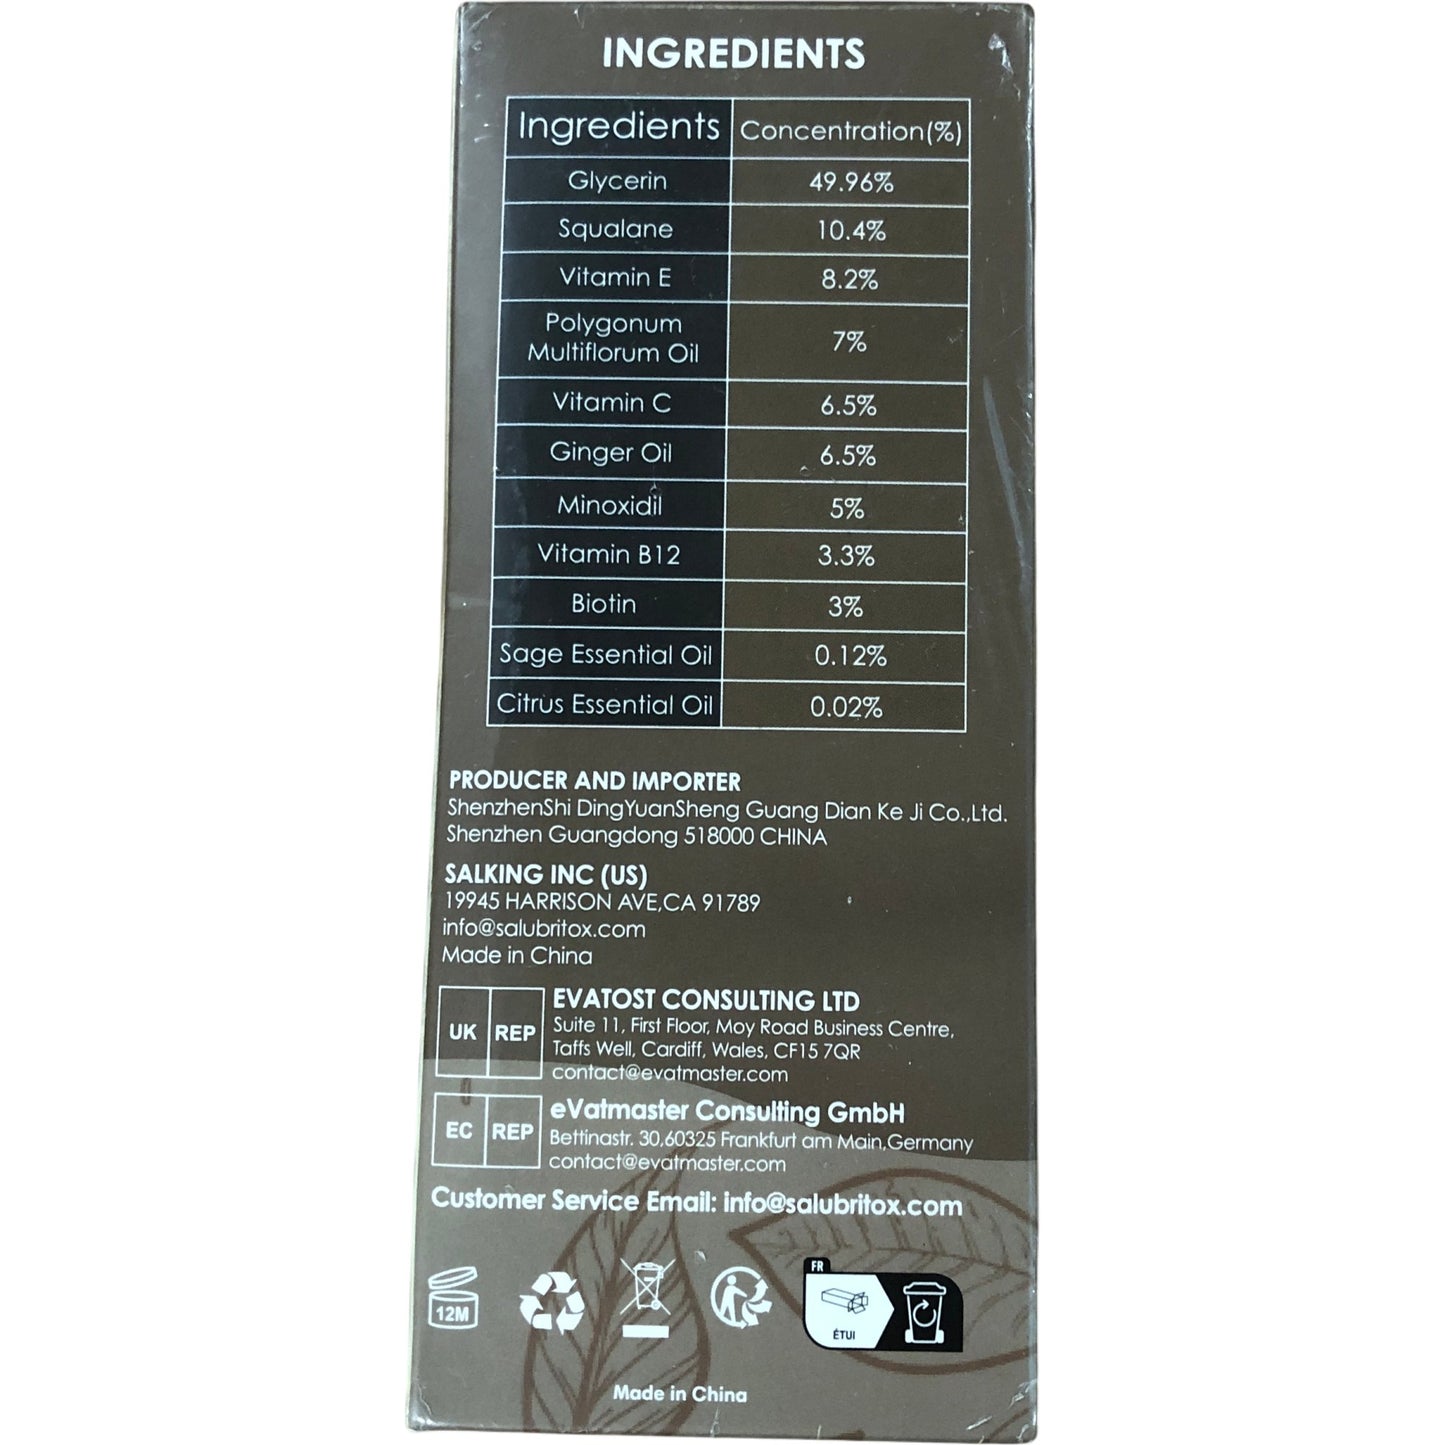 INGREDIENTS
Ingredients Concentration(%)
Glycerin 49.96%
Squalane 10.4%
Vitamin E 8.2%
Polygonum
Multiflorum Oil 7%
Vitamin C 6.5%
Ginger Oil 6.5%
Minoxidil 5%
Vitamin B12 3.3%
Biotin 3%
Sage Essential Oil 0.12%
Citrus Essential Oil 0.02%
PRODUCER AND IMPORTER
ShenzhenShi DingYuanSheng Guang Dian Ke Ji Co.,Ltd.
Shenzhen Guangdong 518000 CHINA
SALKING INC (US)
19945 HARRISON AVE,CA 91789
info@salubritox.com
Made in China
UK REP
EVATOST CONSULTING LTD
Suite 11, First Floor, Moy Road Business Centre,
Taffs Well, Cardiff, Wales, CF15 7QR
contact@evatmaster.com
EC REP
eVatmaster Consulting GmbH
Bettinastr. 30,60325 Frankfurt am Main,Germany
contact@evatmaster.com
Customer Service Email: info@salubritox.com
12M
FR
ÉTUI
Made in China